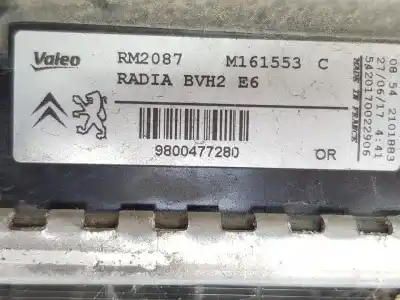 Valeo RM2087 M161553 C
RADIA BVH2 E6
9800477280 OR
08 54 2101883
27/06/17 4:41
5420170022906
MADE IN FRANCE